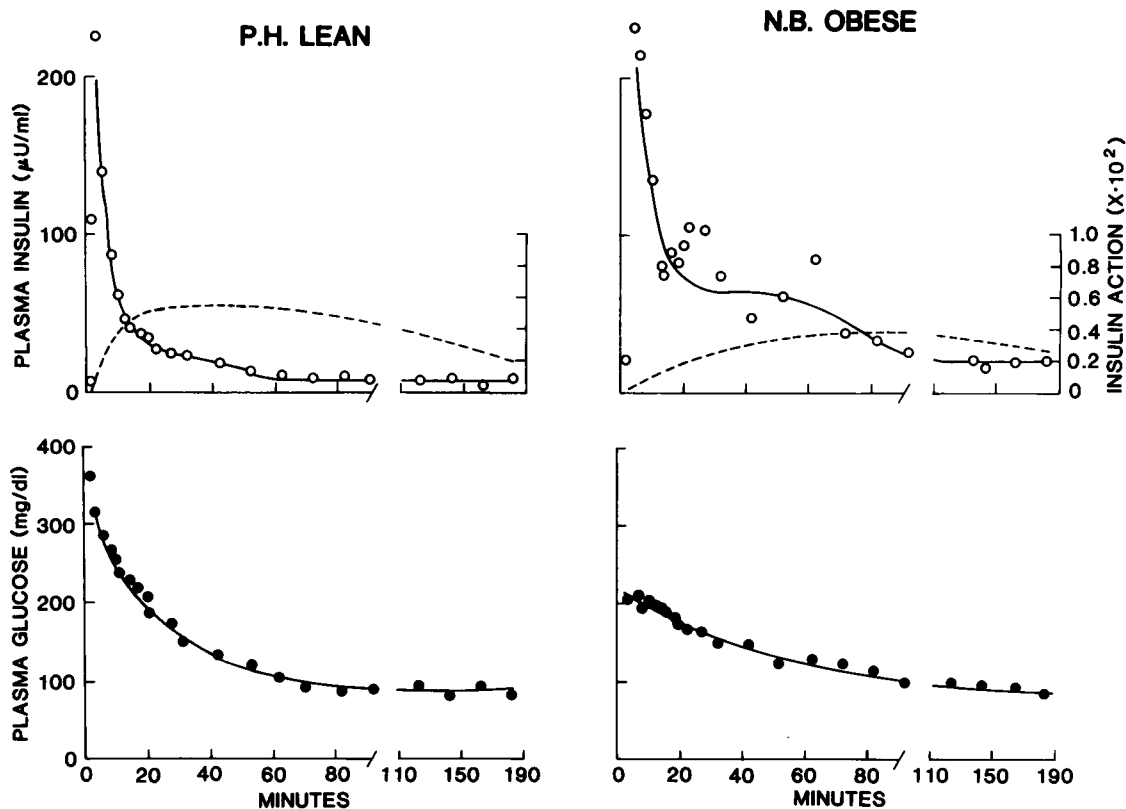 P.H. LEAN
N.B. OBESE
PLASMA INSULIN (µU/ml)
200
100
0
INSULIN ACTION (X·10²)
1.0
0.8
0.6
0.4
0.2
0
PLASMA GLUCOSE (mg/dl)
400
300
200
100
0
0 20 40 60 80 110 150 190
MINUTES
0 20 40 60 80 110 150 190
MINUTES